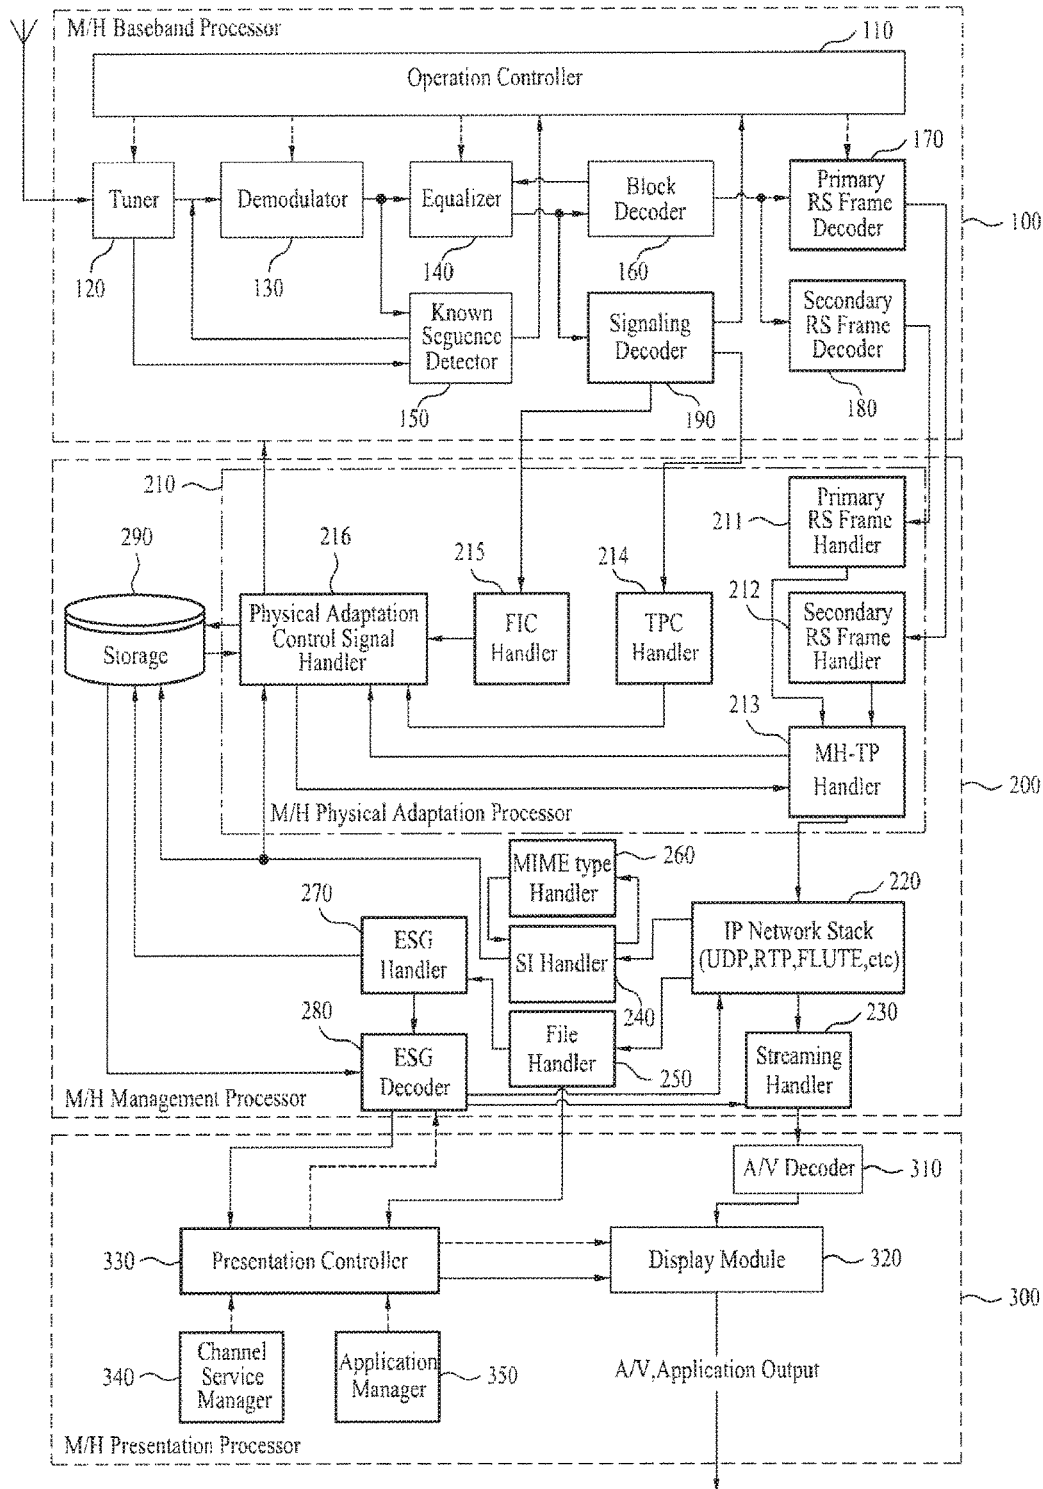 M/H Baseband Processor
110
Operation Controller
170
Tuner
Demodulator
Equalizer
Block
Decoder
Primary
RS Frame
Decoder
100
120
130
140
160
Known
Seguence
Detector
Signaling
Decoder
Secondary
RS Frame
Decoder
150
190
180
210
Primary
RS Frame
Handler
211
290
216
215
214
212
Storage
Physical Adaptation
Control Signal
Handler
FIC
Handler
TPC
Handler
Secondary
RS Frame
Handler
213
MH-TP
Handler
200
M/H Physical Adaptation Processor
MIME type
Handler
260
270
220
ESG
Handler
SI Handler
IP Network Stack
(UDP,RTP,FLUTE,etc)
240
280
230
ESG
Decoder
File
Handler
250
Streaming
Handler
M/H Management Processor
A/V Decoder
310
330
Presentation Controller
Display Module
320
300
340
Channel
Service
Manager
Application
Manager
350
A/V,Application Output
M/H Presentation Processor